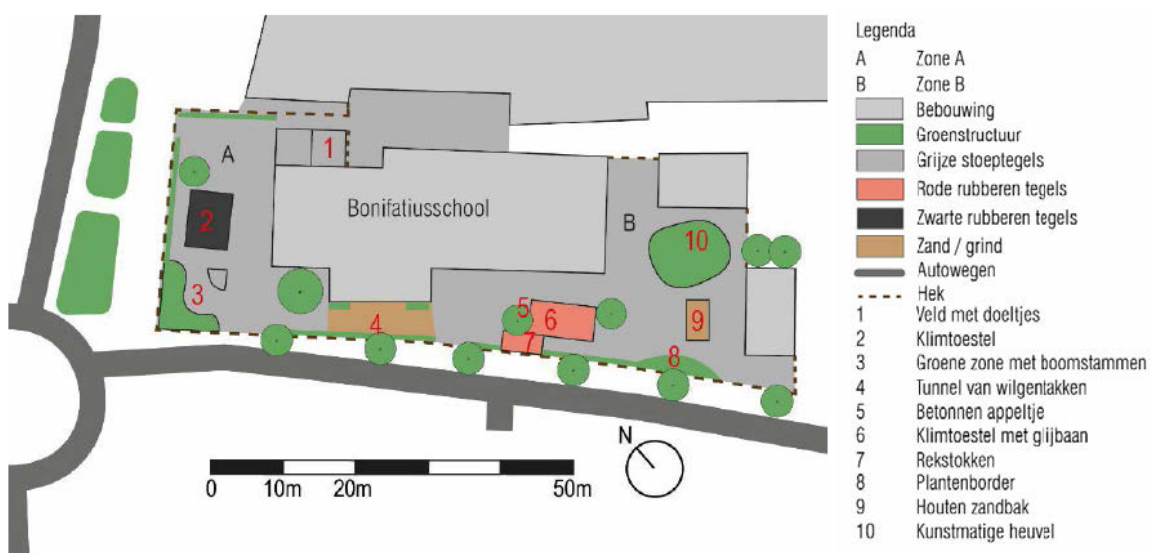 A
1
2
3
Bonifatiusschool
B
10
4
5
6
7
8
9
N
0 10m 20m 50m
Legenda
A Zone A
B Zone B
Bebouwing
Groenstructuur
Grijze stoeptegels
Rode rubberen tegels
Zwarte rubberen tegels
Zand / grind
Autowegen
Hek
1 Veld met doeltjes
2 Klimtoestel
3 Groene zone met boomstammen
4 Tunnel van wilgentakken
5 Betonnen appeltje
6 Klimtoestel met glijbaan
7 Rekstokken
8 Plantenborder
9 Houten zandbak
10 Kunstmatige heuvel